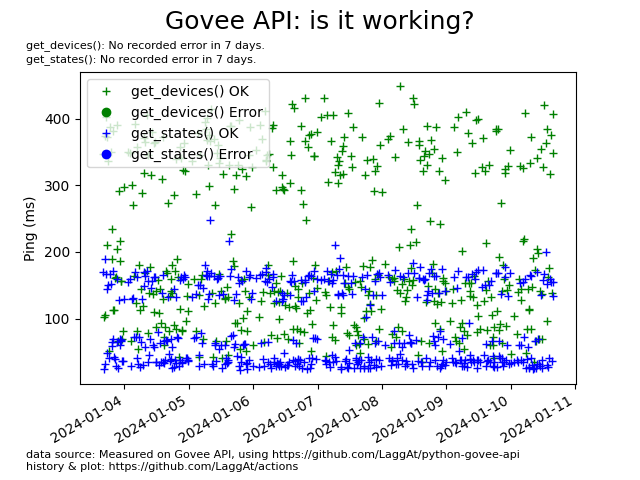 Govee API: is it working?
get_devices(): No recorded error in 7 days.
get_states(): No recorded error in 7 days.
get_devices() OK
get_devices() Error
get_states() OK
get_states() Error
Ping (ms)
400
300
200
100
2024-01-04
2024-01-05
2024-01-06
2024-01-07
2024-01-08
2024-01-09
2024-01-10
2024-01-11
data source: Measured on Govee API, using https://github.com/LaggAt/python-govee-api
history & plot: https://github.com/LaggAt/actions